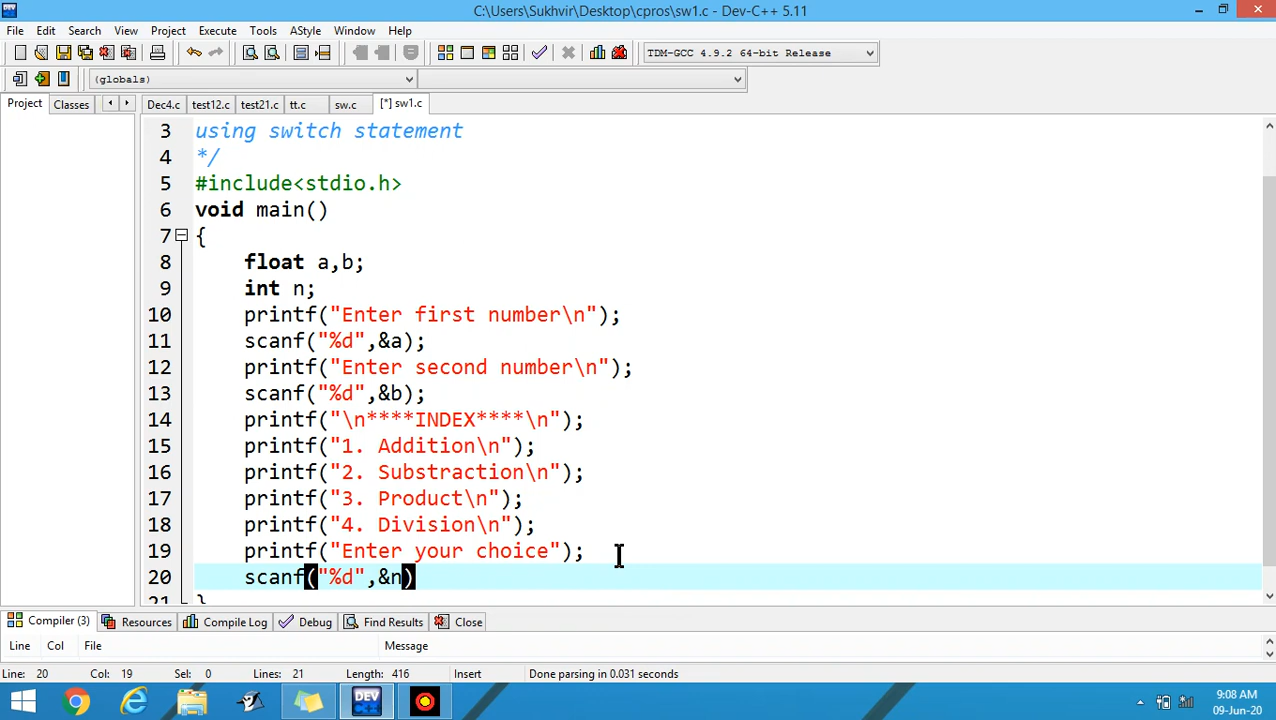 C:\Users\Sukhvir\Desktop\cpros\sw1.c - Dev-C++ 5.11
File Edit Search View Project Execute Tools AStyle Window Help
TDM-GCC 4.9.2 64-bit Release
(globals)
Project Classes Dec4.c test12.c test21.c tt.c sw.c [*] sw1.c
3 using switch statement
4 */
5 #include<stdio.h>
6 void main()
7 {
8 float a,b;
9 int n;
10 printf("Enter first number\n");
11 scanf("%d",&a);
12 printf("Enter second number\n");
13 scanf("%d",&b);
14 printf("\n****INDEX****\n");
15 printf("1. Addition\n");
16 printf("2. Substraction\n");
17 printf("3. Product\n");
18 printf("4. Division\n");
19 printf("Enter your choice");
20 scanf("%d",&n)
21 }
Compiler (3) Resources Compile Log Debug Find Results Close
Line Col File Message
Line: 20 Col: 19 Sel: 0 Lines: 21 Length: 416 Insert Done parsing in 0.031 seconds
DEV
9:08 AM
09-Jun-20